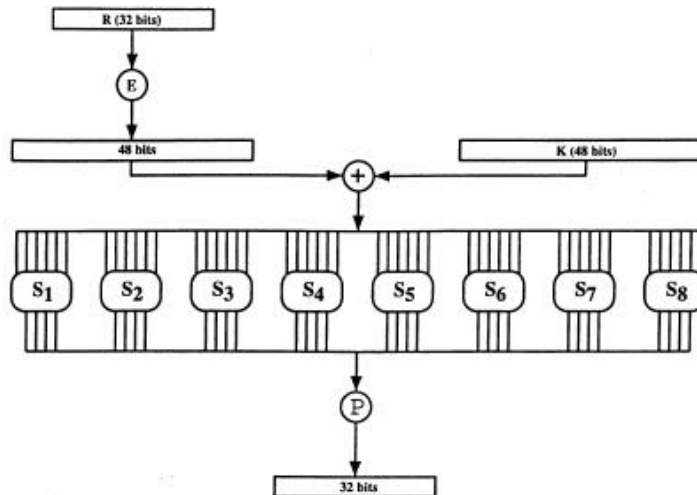 R (32 bits)
E
48 bits
K (48 bits)
+
S1 S2 S3 S4 S5 S6 S7 S8
P
32 bits